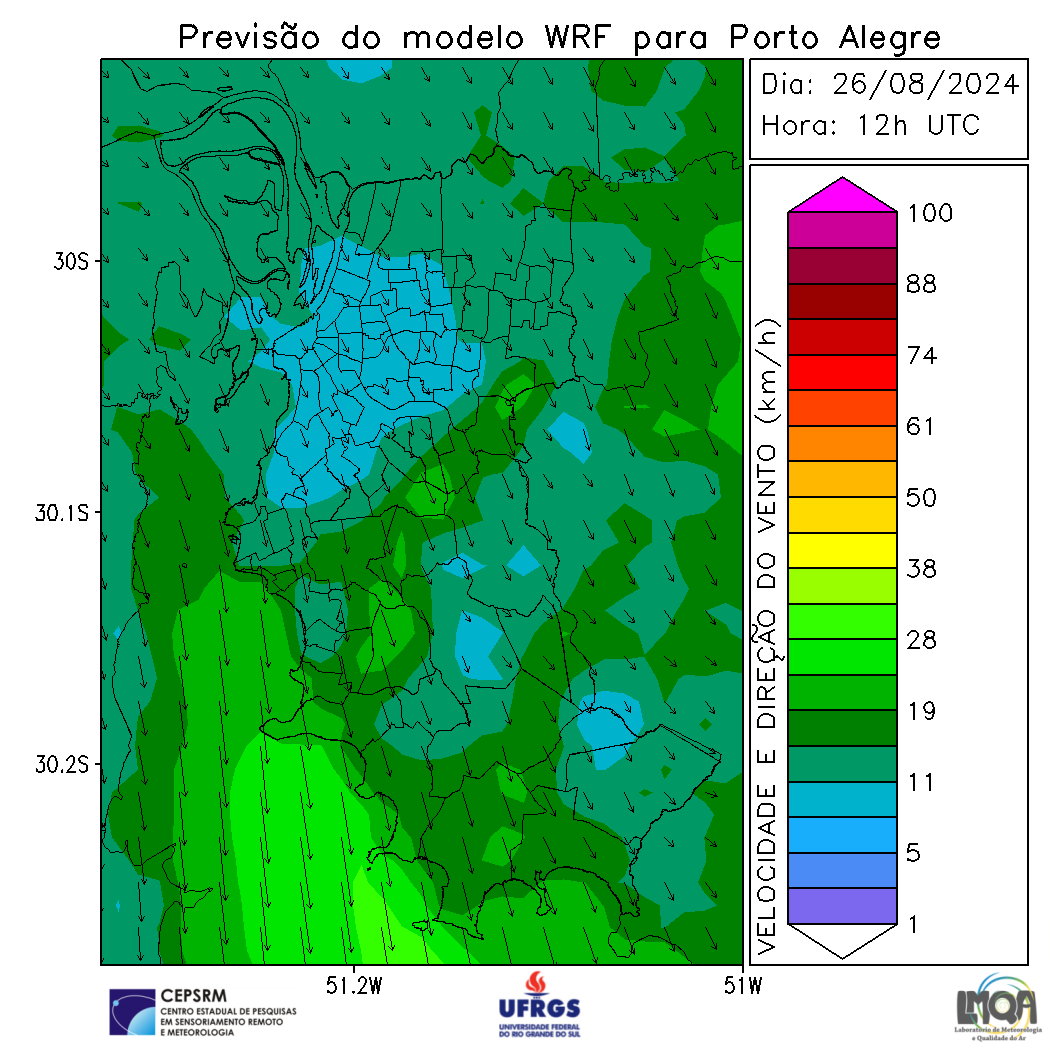 Previsão do modelo WRF para Porto Alegre
Dia: 26/08/2024
Hora: 12h UTC
30S
30.1S
30.2S
51.2W
51W
VELOCIDADE E DIREÇÃO DO VENTO (km/h)
100
88
74
61
50
38
28
19
11
5
1
CEPSRM
CENTRO ESTADUAL DE PESQUISAS
EM SENSORIAMENTO REMOTO
E METEOROLOGIA
UFRGS
UNIVERSIDADE FEDERAL
DO RIO GRANDE DO SUL
LMQA
Laboratório de Meteorologia
e Qualidade do Ar